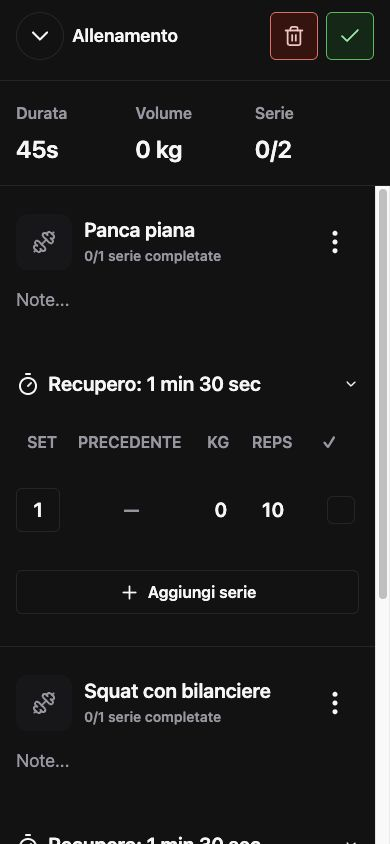 Allenamento
Durata Volume Serie
45s 0 kg 0/2
Panca piana
0/1 serie completate
Note...
Recupero: 1 min 30 sec
SET PRECEDENTE KG REPS ✓
1 — 0 10
+ Aggiungi serie
Squat con bilanciere
0/1 serie completate
Note...
Recupero: 1 min 30 sec